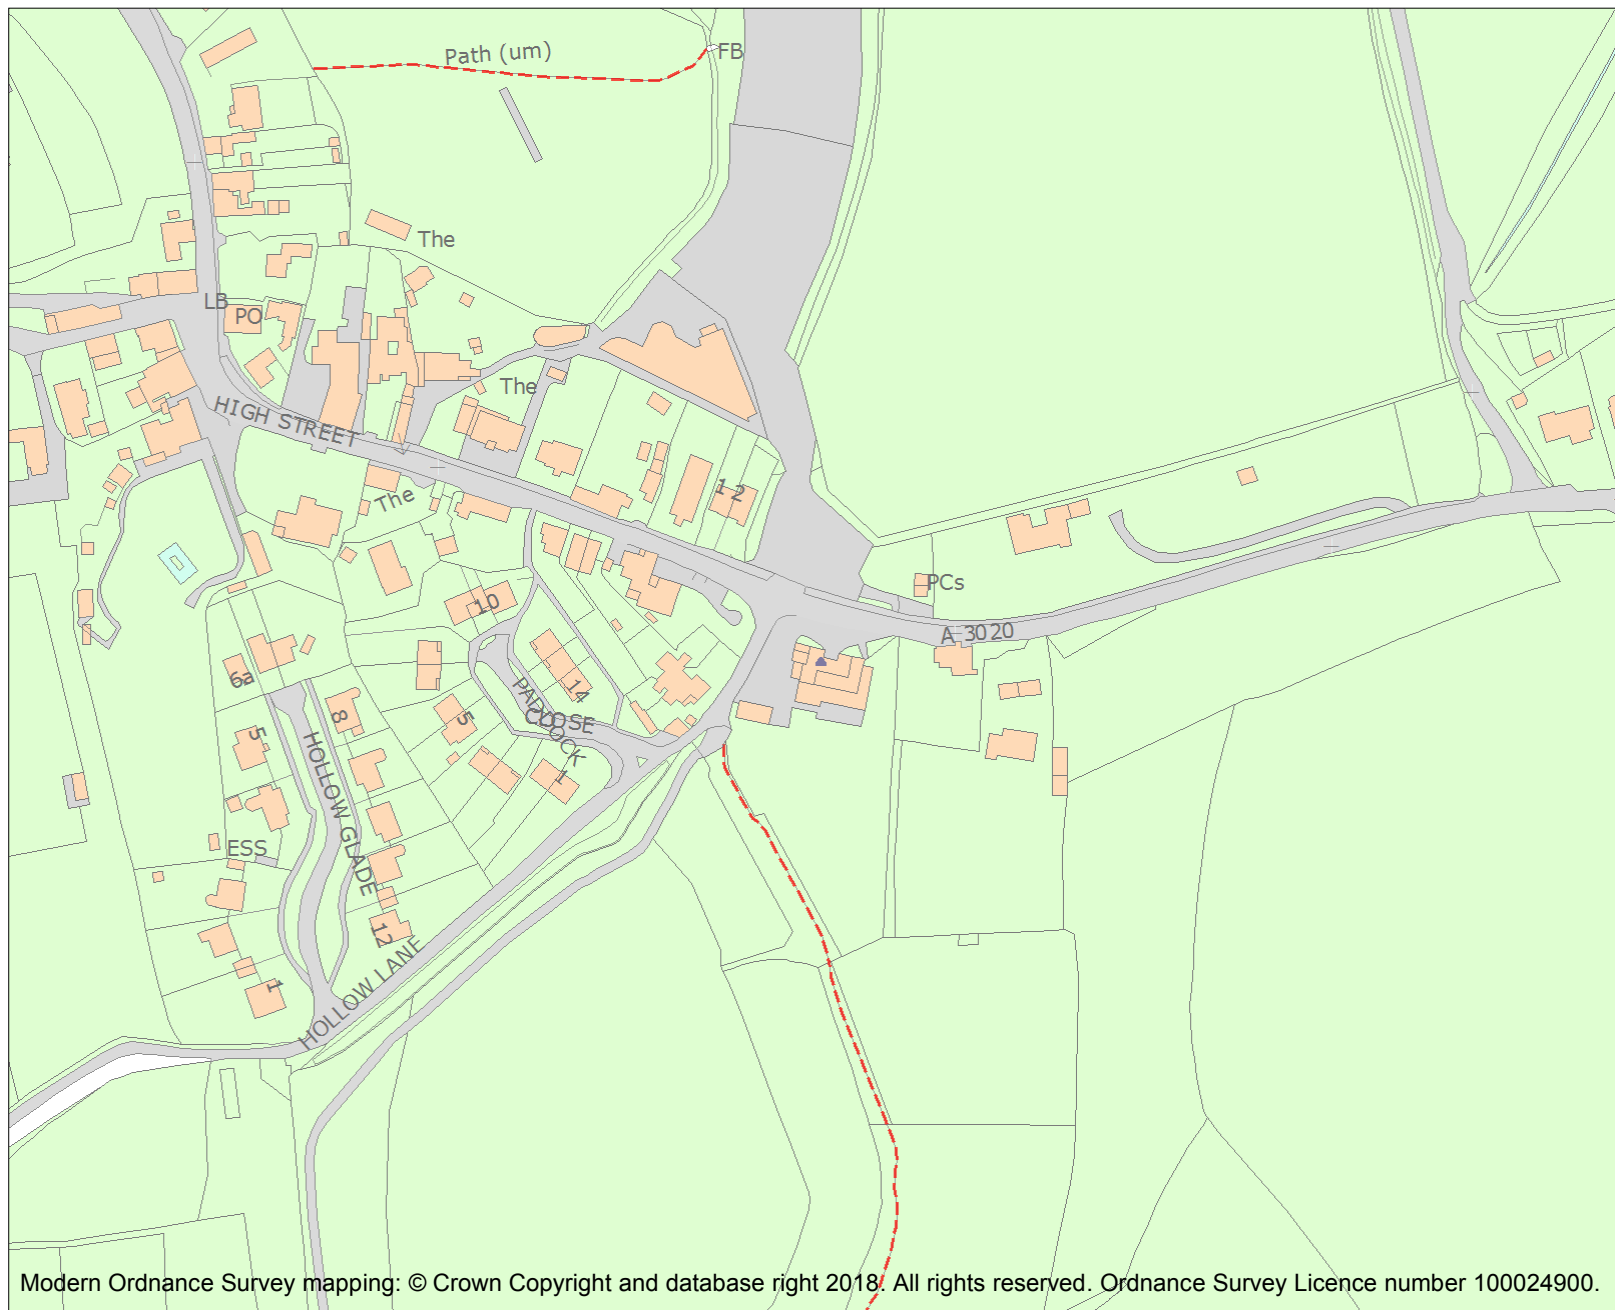 Path (um)
FB
The
LB
PO
The
HIGH STREET
The
1 2
PCs
10
A 3020
6a
14
PADDOCK
CLOSE
8
5
5
HOLLOW GLADE
1
ESS
12
1
HOLLOW LANE
Modern Ordnance Survey mapping: © Crown Copyright and database right 2018. All rights reserved. Ordnance Survey Licence number 100024900.